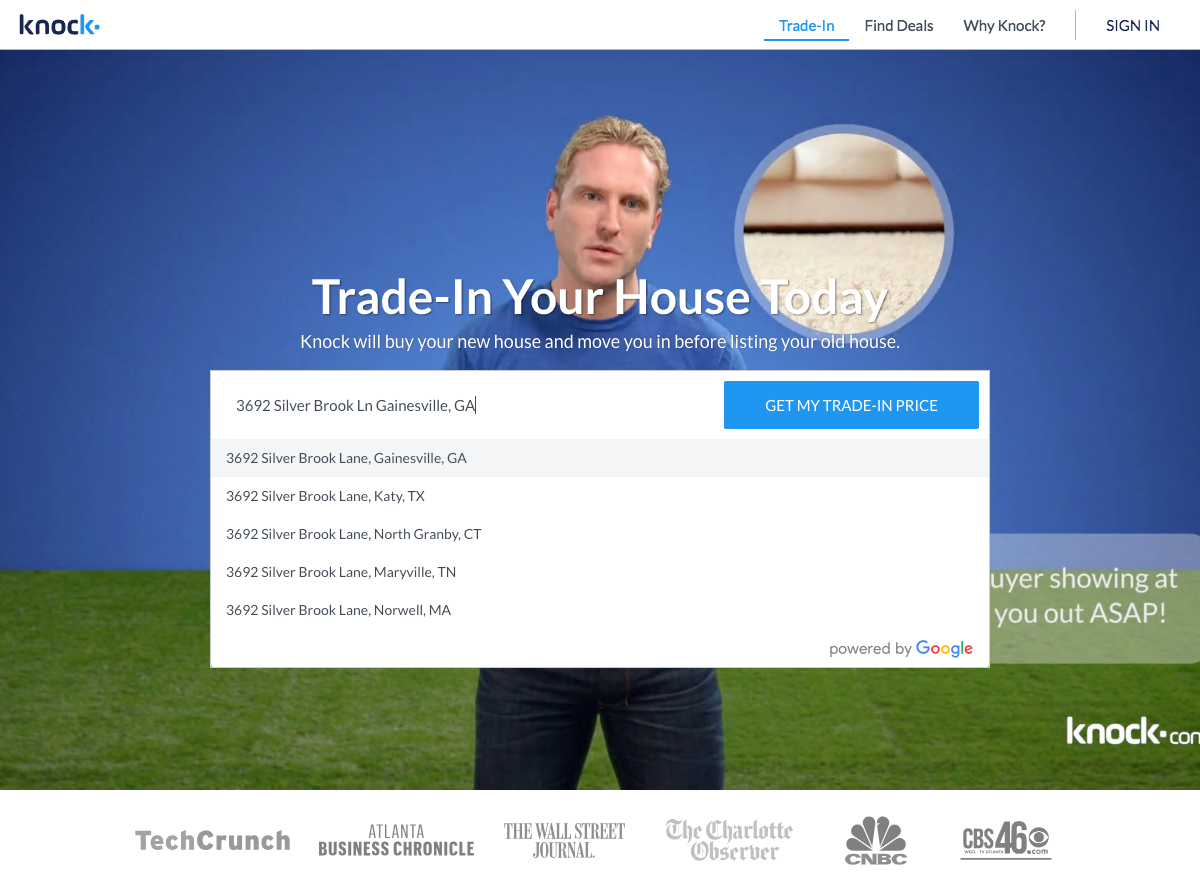 knock.
Trade-In
Find Deals
Why Knock?
SIGN IN
Trade-In Your House Today
Knock will buy your new house and move you in before listing your old house.
3692 Silver Brook Ln Gainesville, GA
GET MY TRADE-IN PRICE
3692 Silver Brook Lane, Gainesville, GA
3692 Silver Brook Lane, Katy, TX
3692 Silver Brook Lane, North Granby, CT
3692 Silver Brook Lane, Maryville, TN
3692 Silver Brook Lane, Norwell, MA
powered by Google
uyer showing at
you out ASAP!
knock.con
TechCrunch
ATLANTA
BUSINESS CHRONICLE
THE WALL STREET
JOURNAL.
The Charlotte
Observer
CNBC
CBS46.com